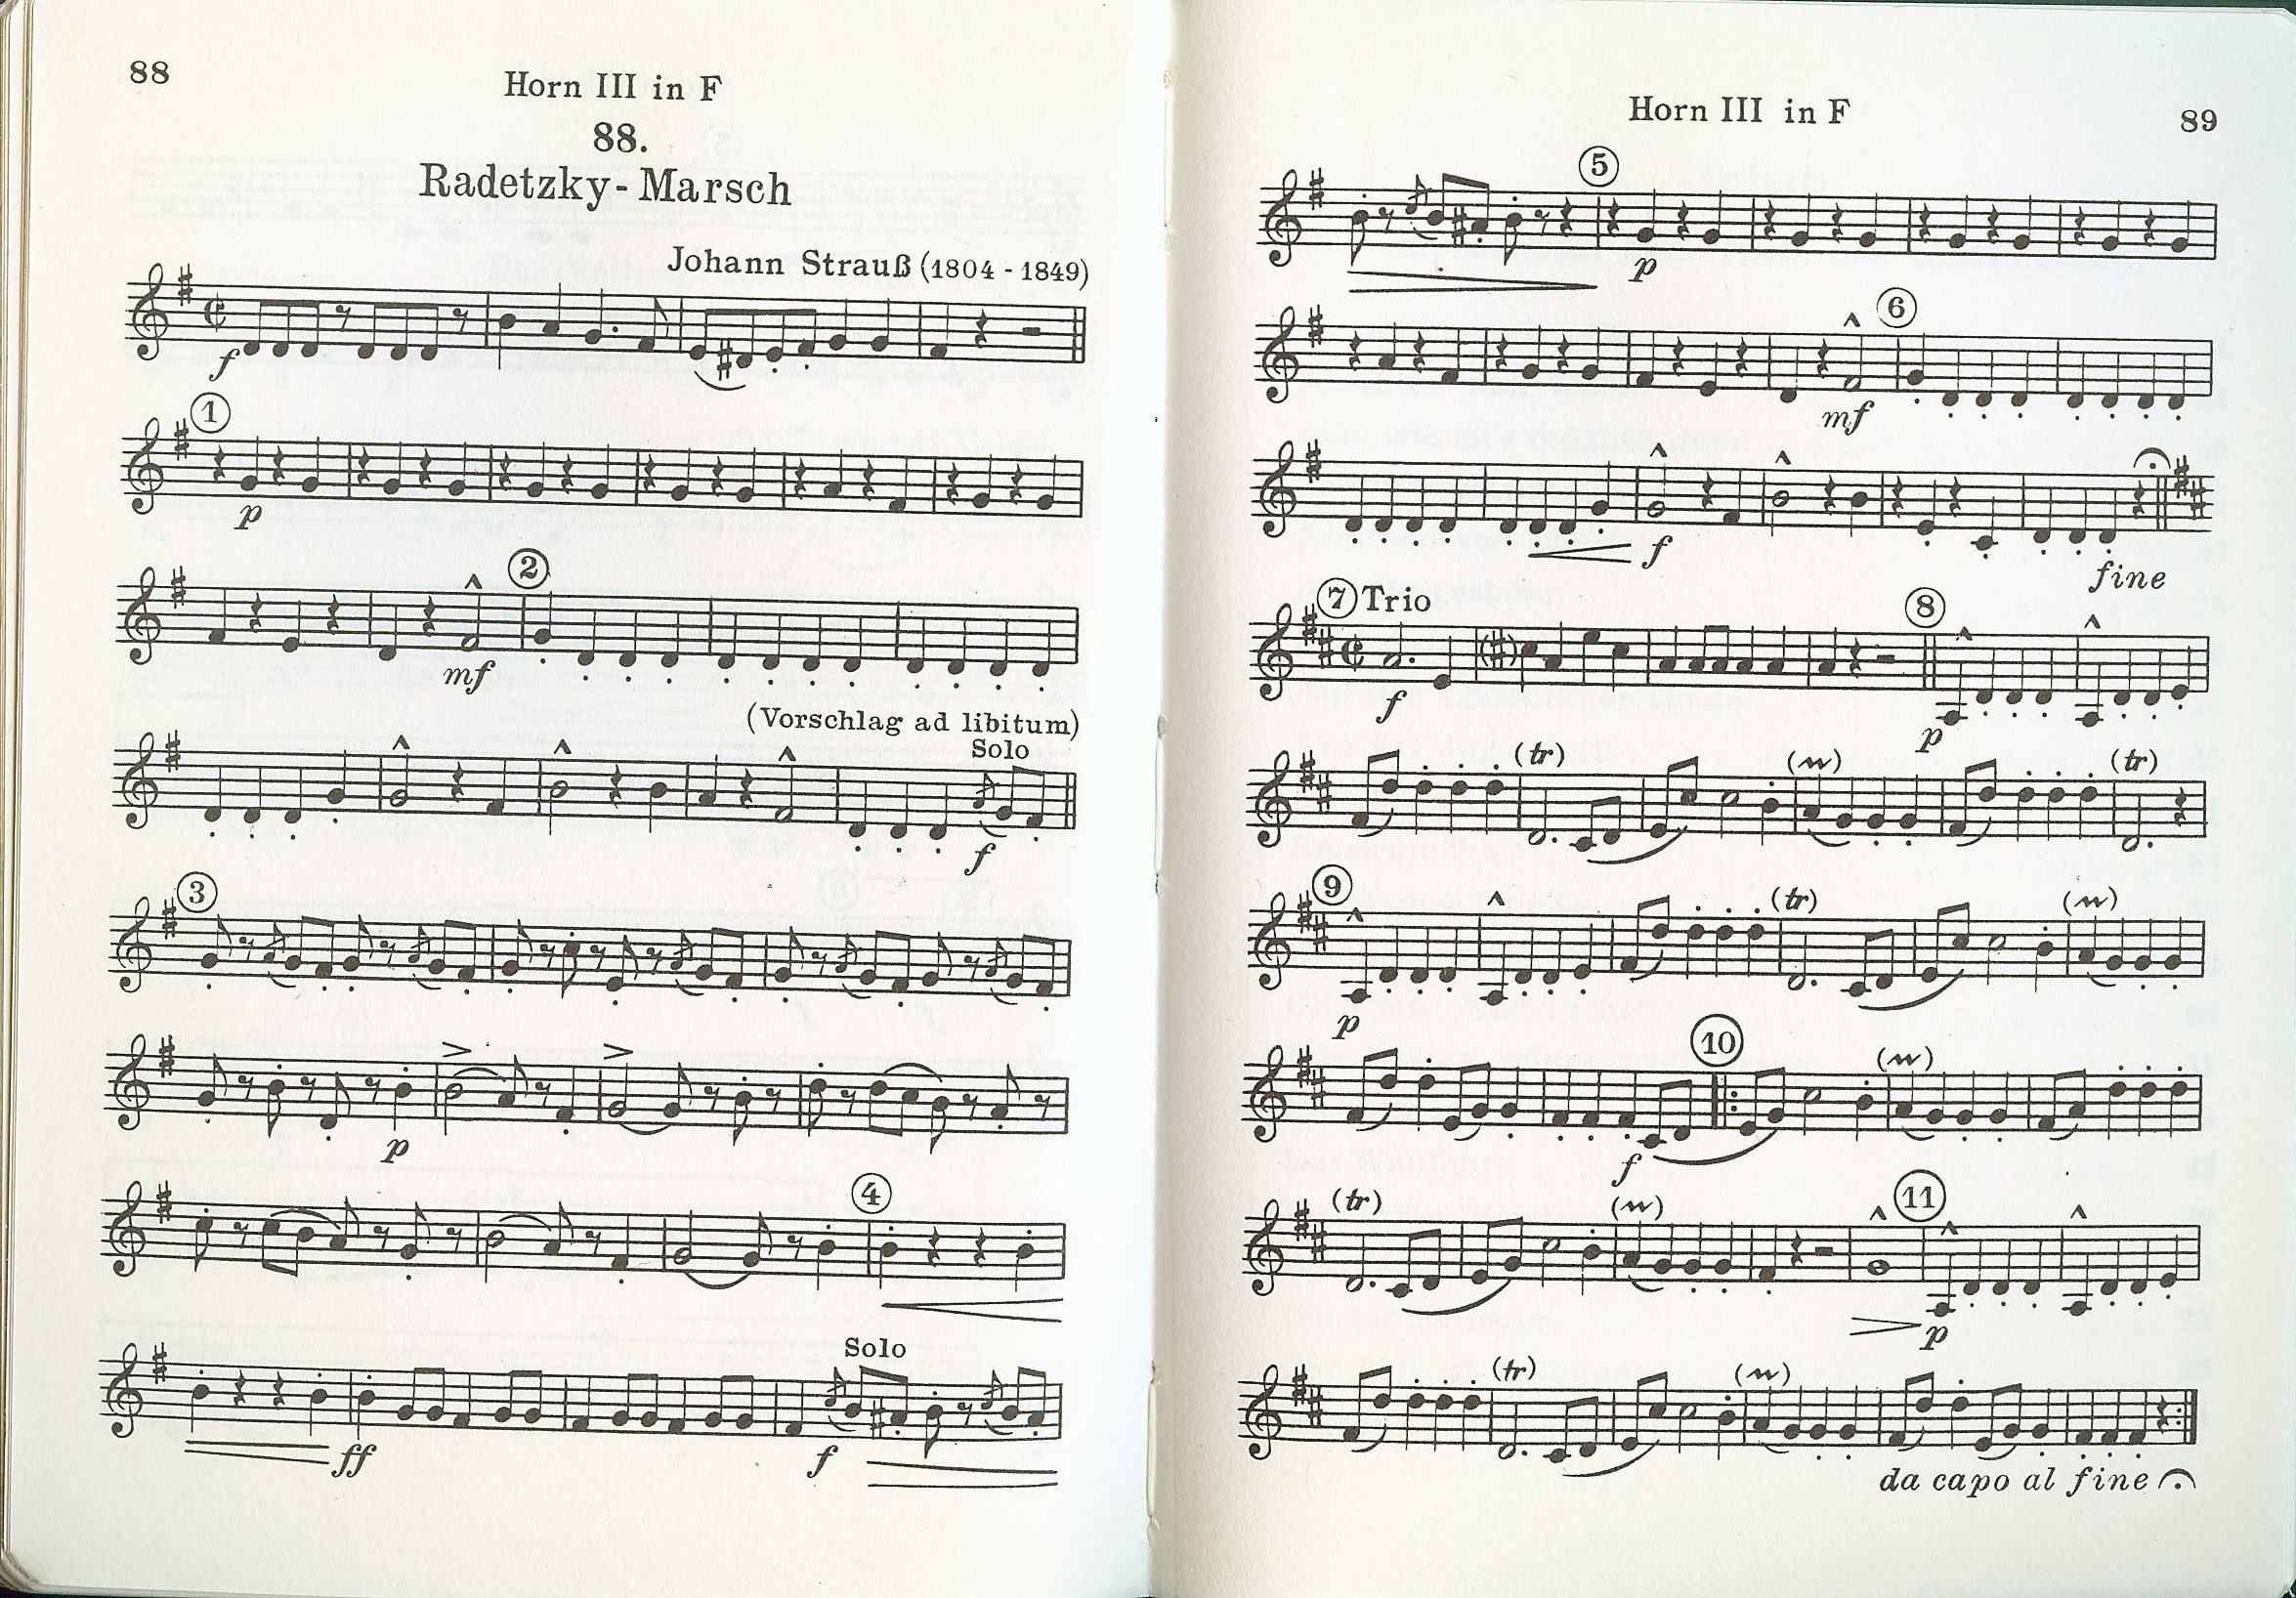 88
Horn III in F
88.
Radetzky-Marsch
Johann Strauß (1804 - 1849)
f
1
p
2
mf
(Vorschlag ad libitum)
Solo
f
3
p
4
Solo
ff f
Horn III in F
89
5
p
6
mf
f
fine
7 Trio 8
f p
(tr) (tr)
9 (tr)
p
10
f
(tr) 11
p
(tr)
da capo al fine